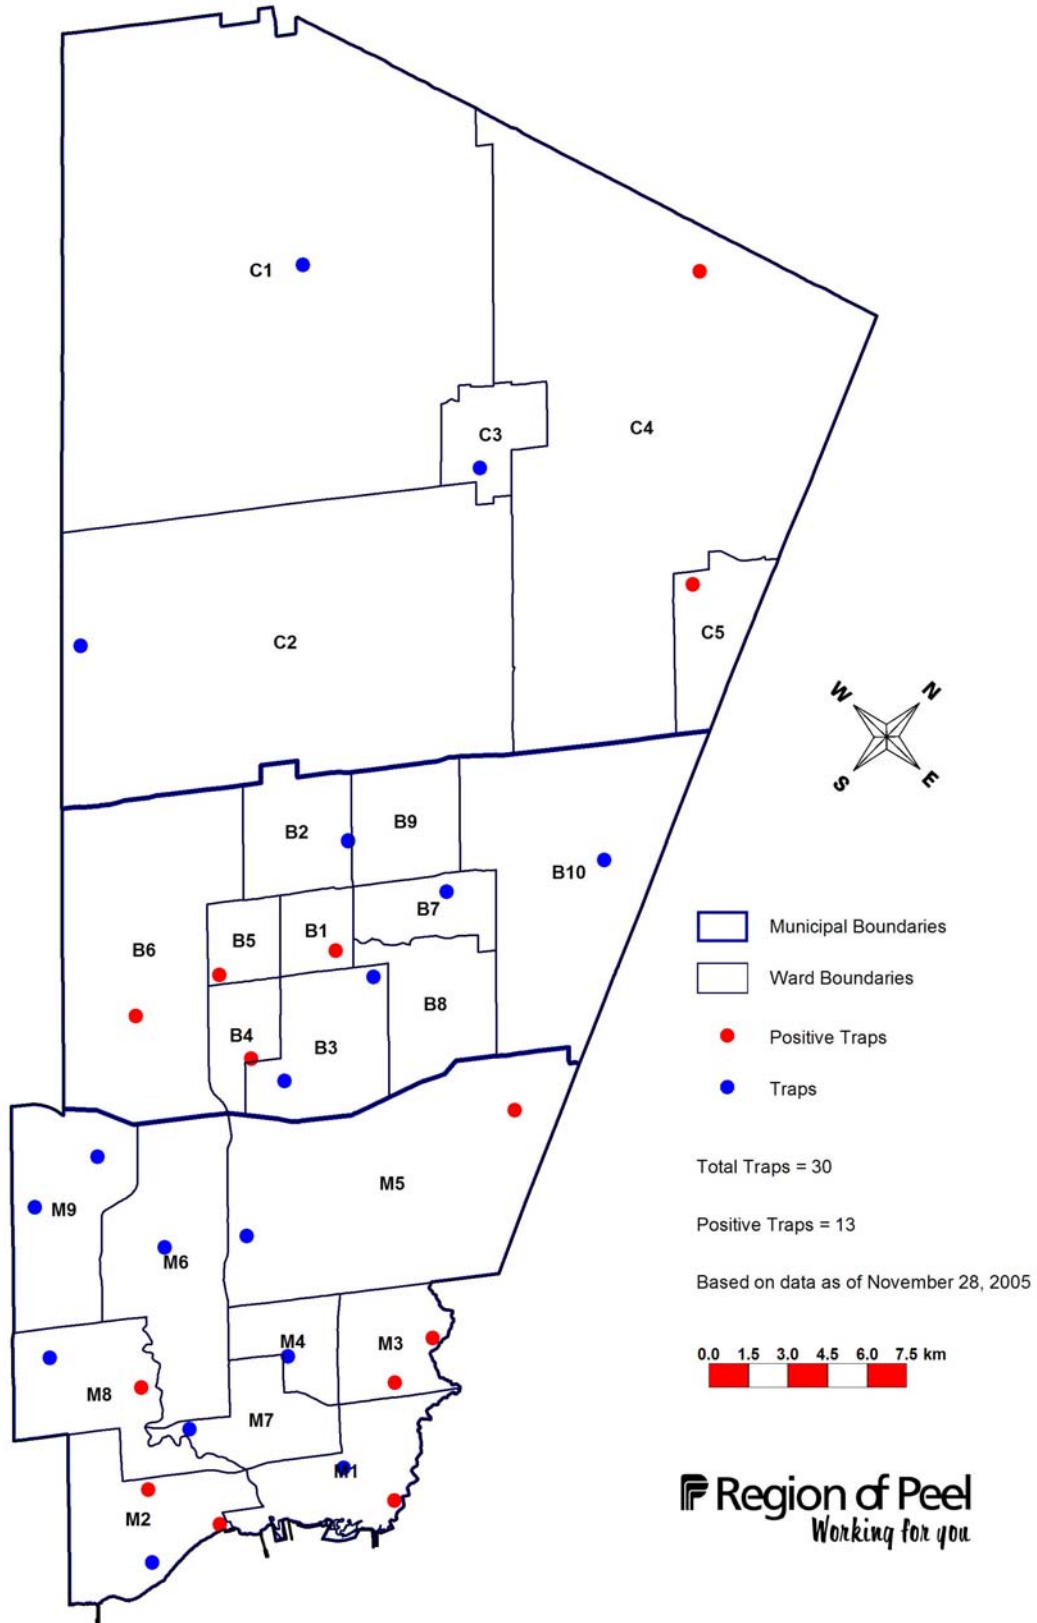 C1
C3
C4
C2
C5
W
N
S
E
B2
B9
B10
B7
B5
B1
B6
B8
B4
B3
Municipal Boundaries
Ward Boundaries
Positive Traps
Traps
Total Traps = 30
Positive Traps = 13
Based on data as of November 28, 2005
0.0 1.5 3.0 4.5 6.0 7.5 km
M5
M9
M6
M4
M3
M8
M7
M1
M2
Region of Peel
Working for you